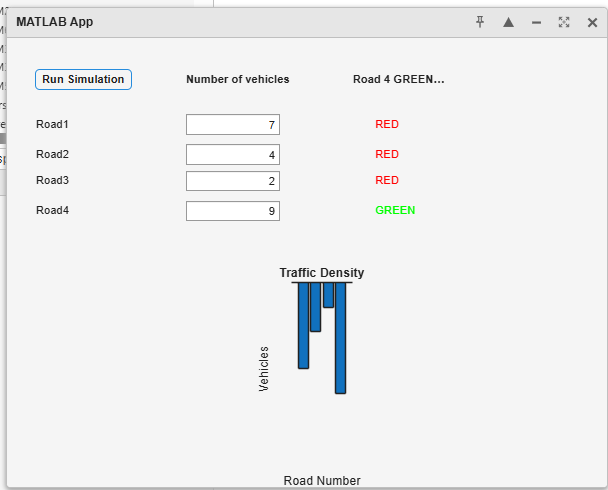 MATLAB App
Run Simulation Number of vehicles Road 4 GREEN...
Road1 7 RED
Road2 4 RED
Road3 2 RED
Road4 9 GREEN
Traffic Density
Vehicles
Road Number